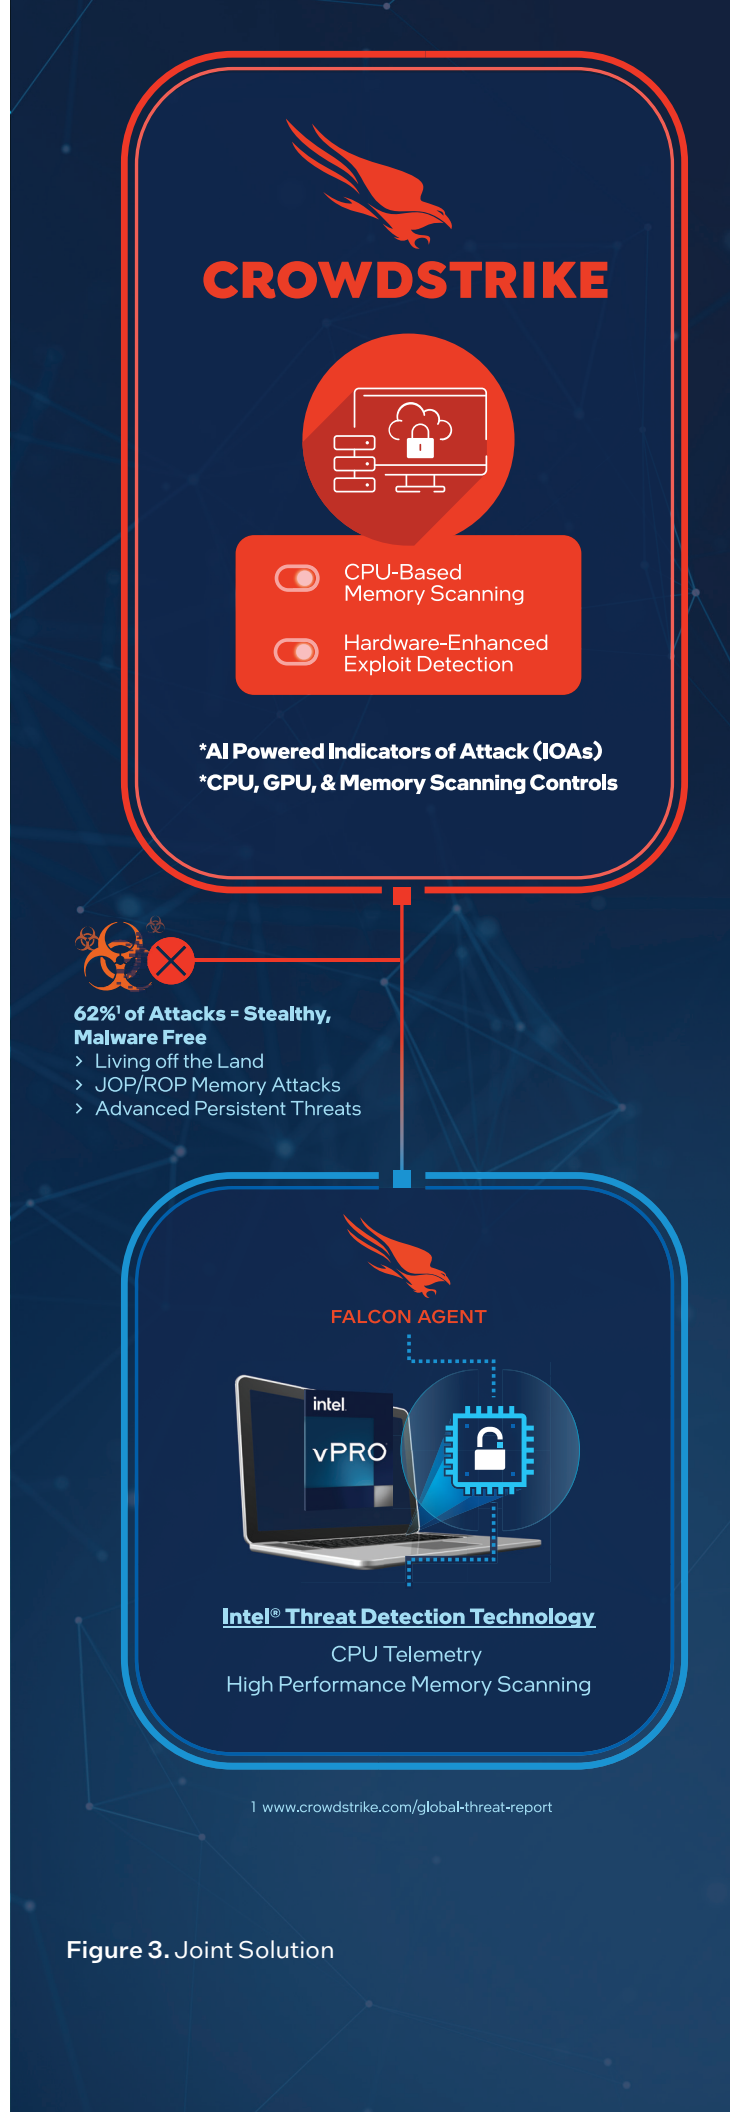 CROWDSTRIKE
CPU-Based
Memory Scanning
Hardware-Enhanced
Exploit Detection
*AI Powered Indicators of Attack (IOAs)
*CPU, GPU, & Memory Scanning Controls
62%¹ of Attacks = Stealthy,
Malware Free
> Living off the Land
> JOP/ROP Memory Attacks
> Advanced Persistent Threats
FALCON AGENT
intel.
vPRO
Intel® Threat Detection Technology
CPU Telemetry
High Performance Memory Scanning
1 www.crowdstrike.com/global-threat-report
Figure 3. Joint Solution